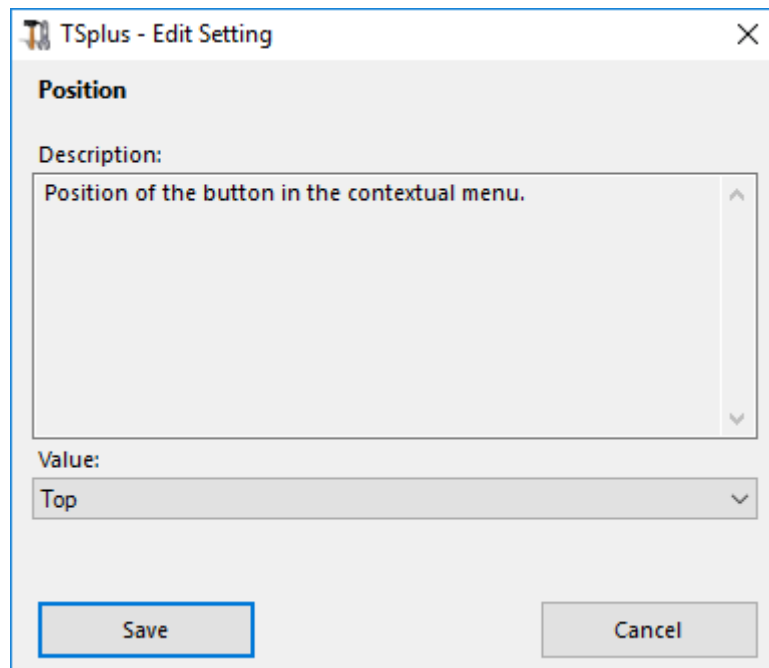 TSplus - Edit Setting
Position
Description:
Position of the button in the contextual menu.
Value:
Top
Save
Cancel